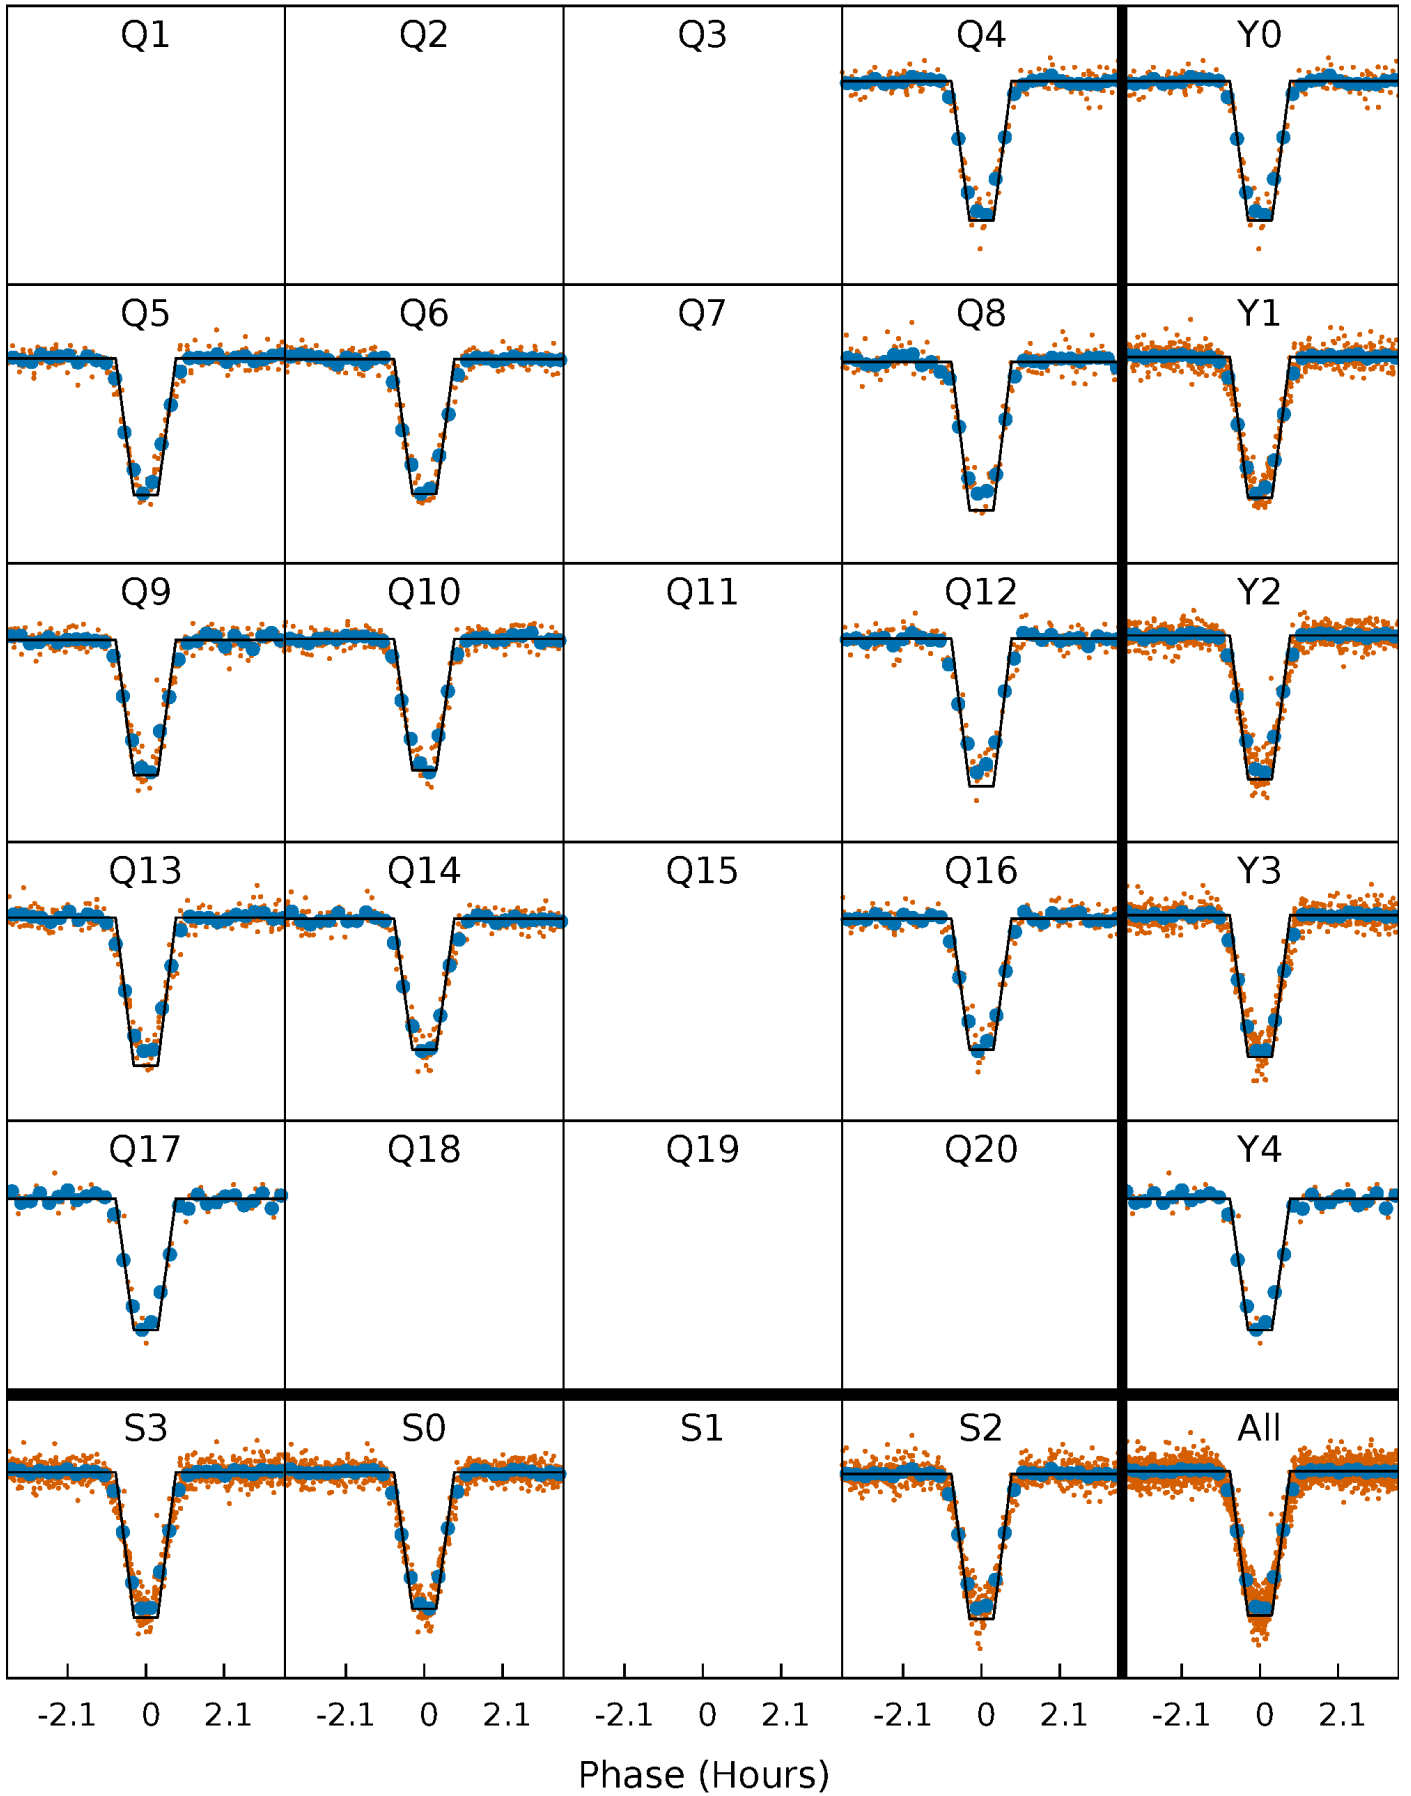 Q1 Q2 Q3 Q4 Y0
Q5 Q6 Q7 Q8 Y1
Q9 Q10 Q11 Q12 Y2
Q13 Q14 Q15 Q16 Y3
Q17 Q18 Q19 Q20 Y4
S3 S0 S1 S2 All
-2.1 0 2.1 -2.1 0 2.1 -2.1 0 2.1 -2.1 0 2.1 -2.1 0 2.1
Phase (Hours)